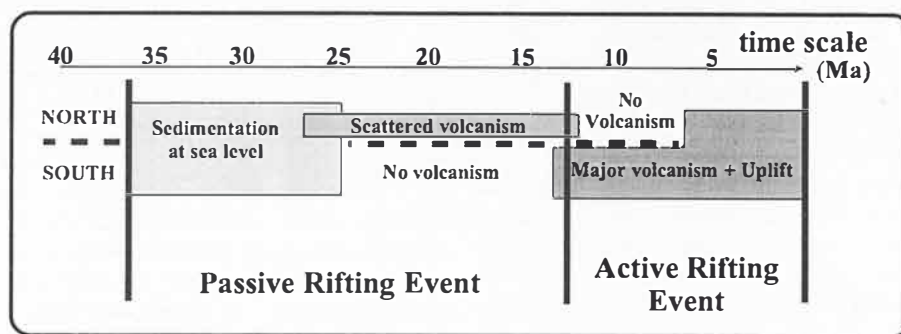 time scale
40 35 30 25 20 15 10 5 (Ma)
NORTH
SOUTH
Sedimentation
at sea level
Scattered volcanism
No volcanism
No
Volcanism
Major volcanism + Uplift
Passive Rifting Event
Active Rifting
Event